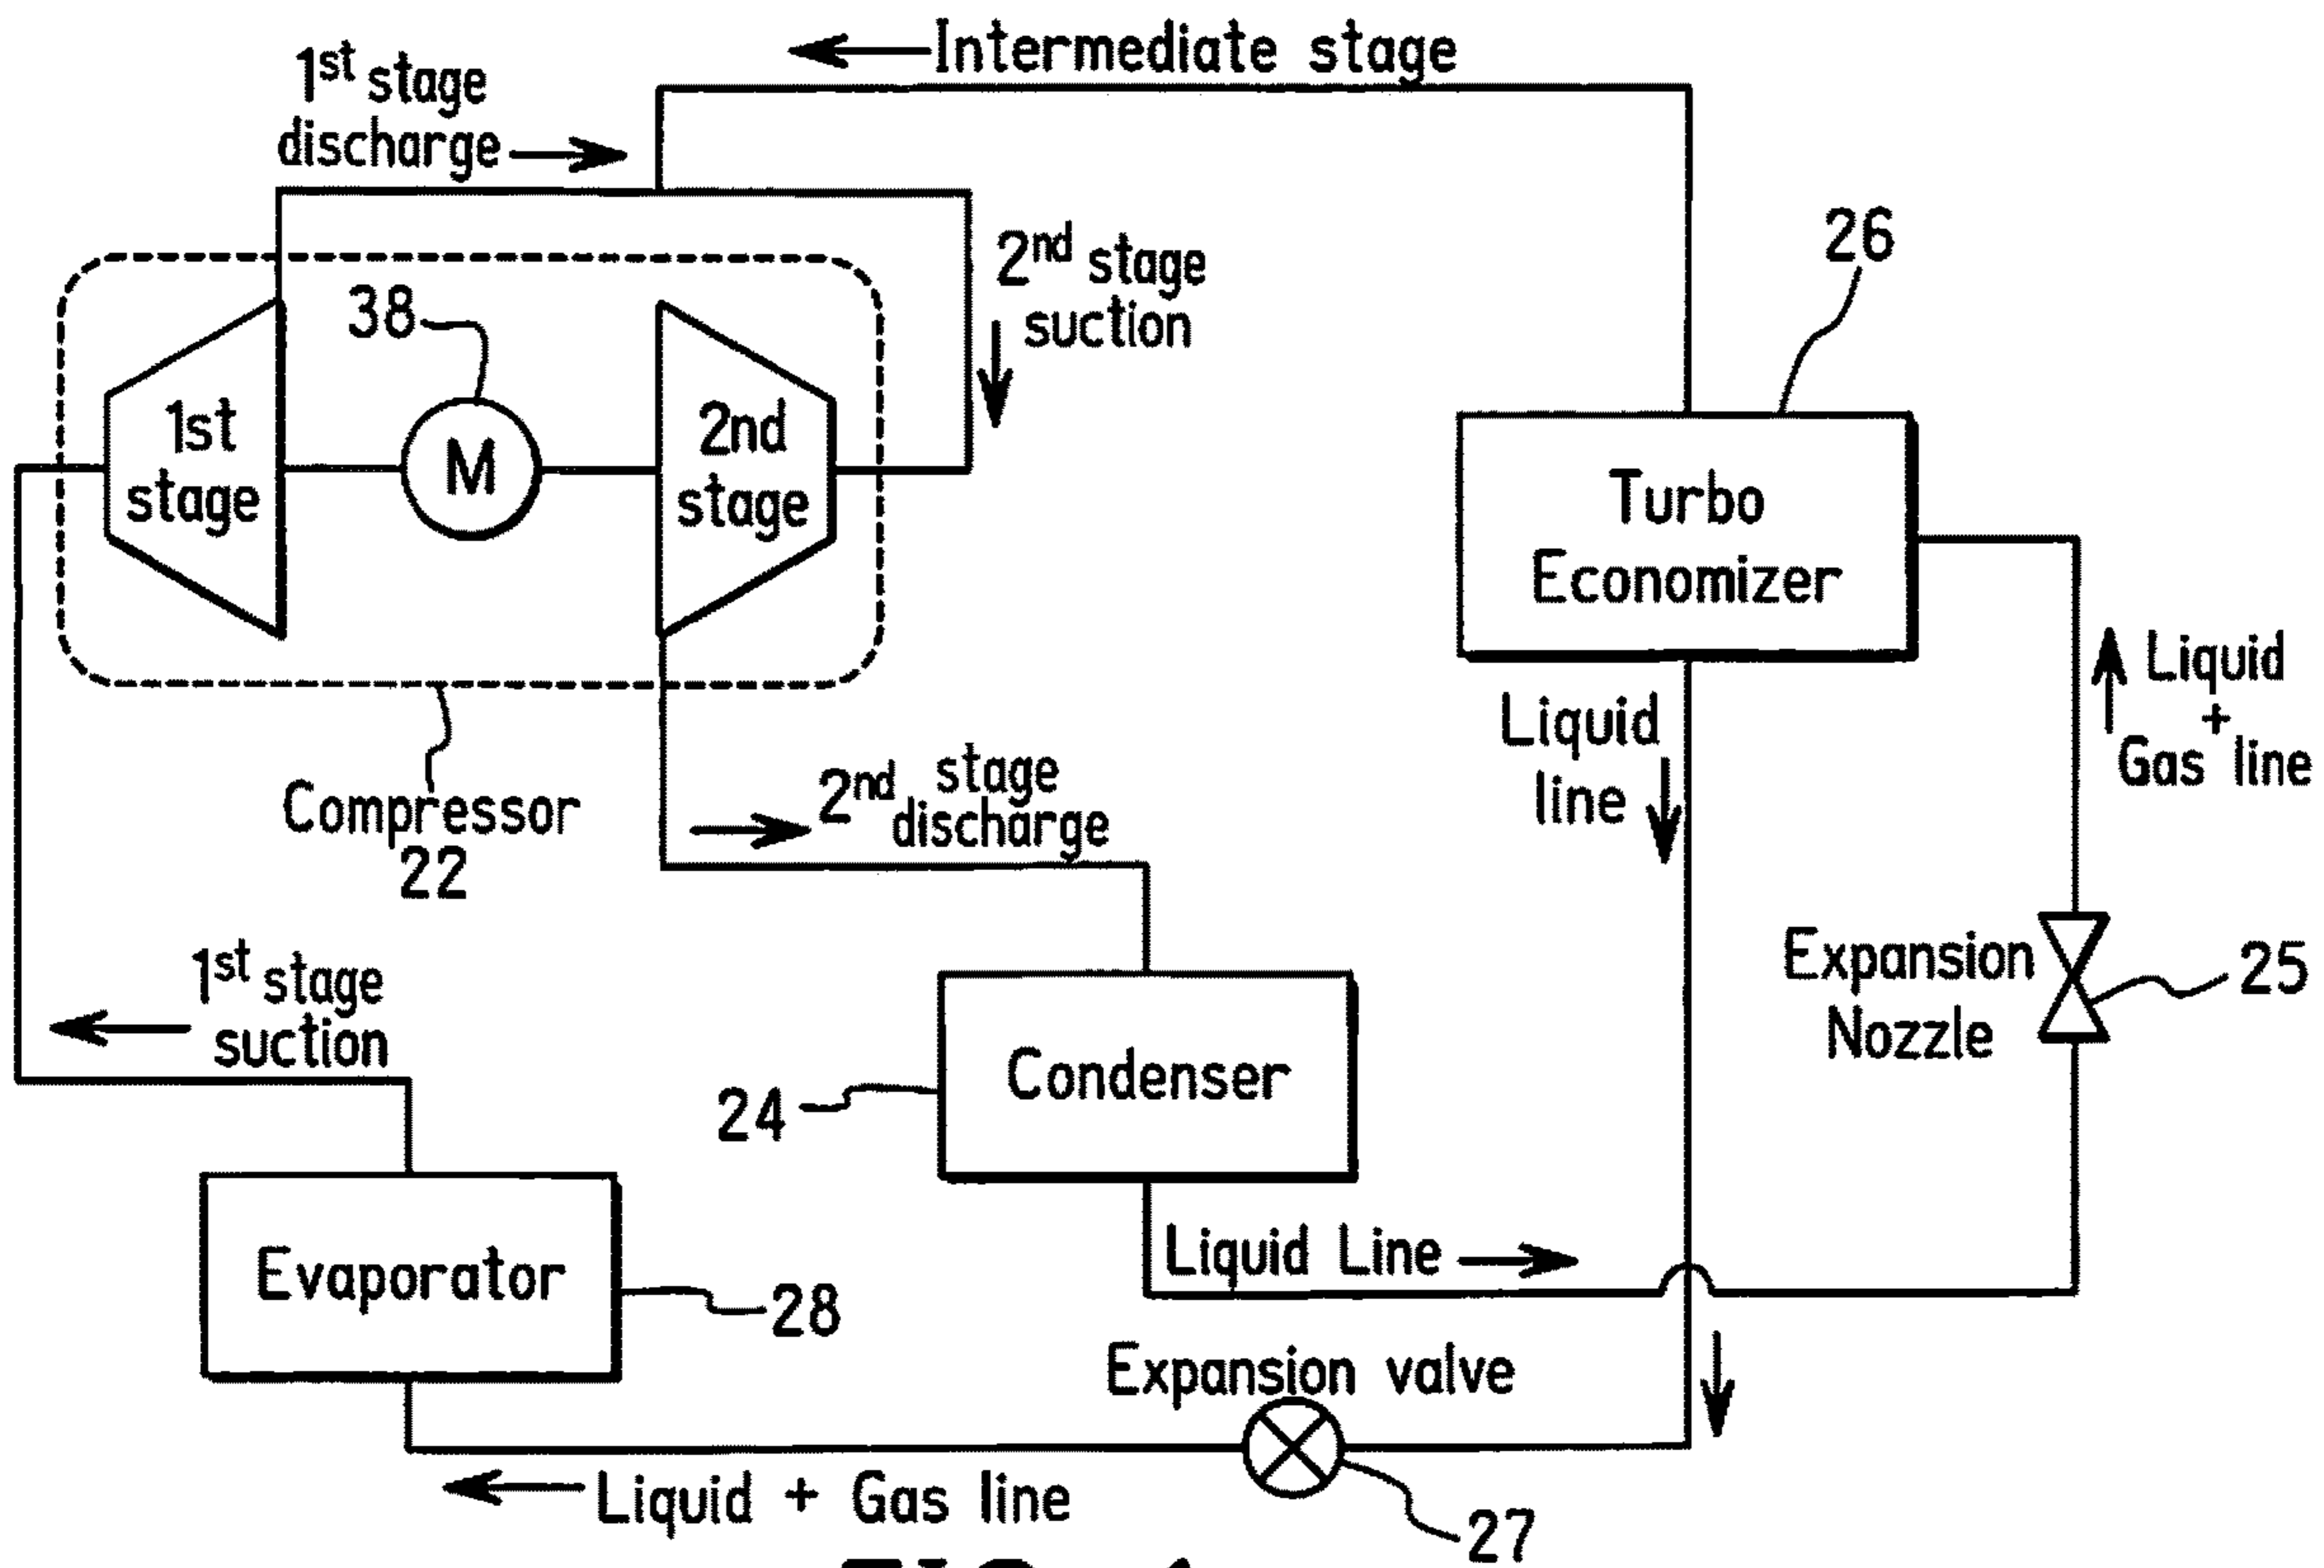 Intermediate stage
1st stage
discharge
2nd stage
suction
26
38
1st
stage
M
2nd
stage
Turbo
Economizer
Liquid
+
Gas line
Liquid
line
Compressor
22
2nd stage
discharge
Expansion
Nozzle
25
1st stage
suction
24
Condenser
Liquid Line
Evaporator
28
Expansion valve
Liquid + Gas line
27